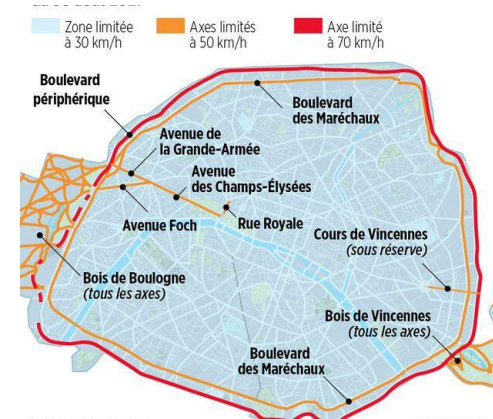 Zone limitée
à 30 km/h
Axes limités
à 50 km/h
Axe limité
à 70 km/h
Boulevard
périphérique
Boulevard
des Maréchaux
Avenue de
la Grande-Armée
Avenue
des Champs-Élysées
Avenue Foch
Rue Royale
Cours de Vincennes
(sous réserve)
Bois de Boulogne
(tous les axes)
Bois de Vincennes
(tous les axes)
Boulevard
des Maréchaux